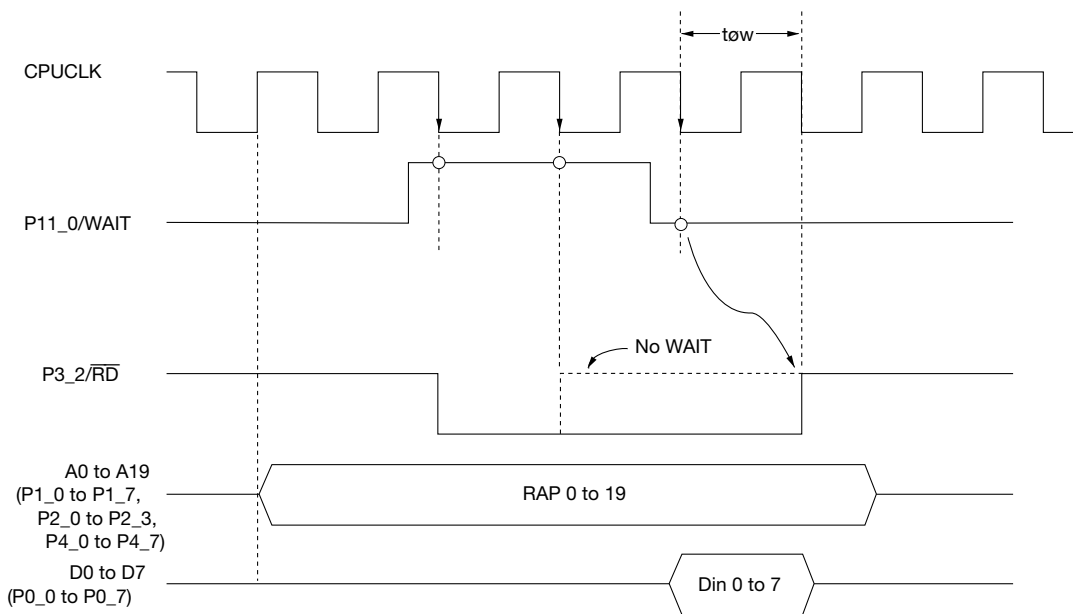 tøw
CPUCLK
P11_0/WAIT
No WAIT
P3_2/RD
A0 to A19
(P1_0 to P1_7,
P2_0 to P2_3,
P4_0 to P4_7)
RAP 0 to 19
D0 to D7
(P0_0 to P0_7)
Din 0 to 7